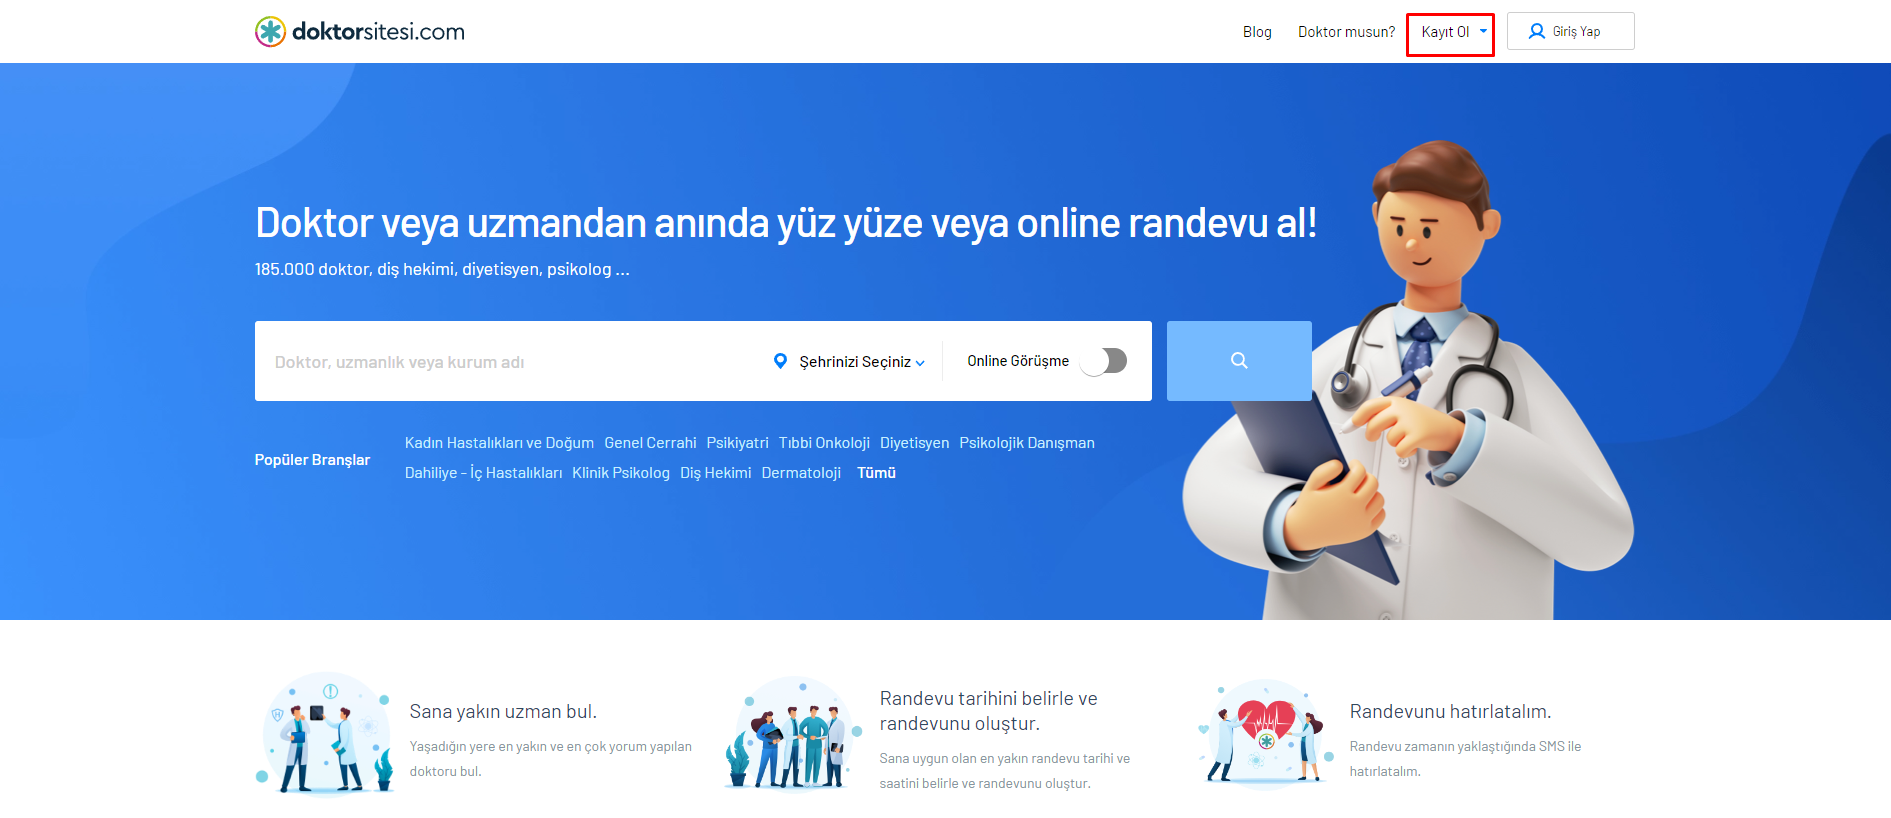 doktorsitesi.com
Blog
Doktor musun?
Kayıt Ol
Giriş Yap
Doktor veya uzmandan anında yüz yüze veya online randevu al!
185.000 doktor, diş hekimi, diyetisyen, psikolog ...
Doktor, uzmanlık veya kurum adı
Şehrinizi Seçiniz
Online Görüşme
Popüler Branşlar
Kadın Hastalıkları ve Doğum Genel Cerrahi Psikiyatri Tıbbi Onkoloji Diyetisyen Psikolojik Danışman
Dahiliye - İç Hastalıkları Klinik Psikolog Diş Hekimi Dermatoloji Tümü
Sana yakın uzman bul.
Yaşadığın yere en yakın ve en çok yorum yapılan
doktoru bul.
Randevu tarihini belirle ve
randevunu oluştur.
Sana uygun olan en yakın randevu tarihi ve
saatini belirle ve randevunu oluştur.
Randevunu hatırlatalım.
Randevu zamanın yaklaştığında SMS ile
hatırlatalım.